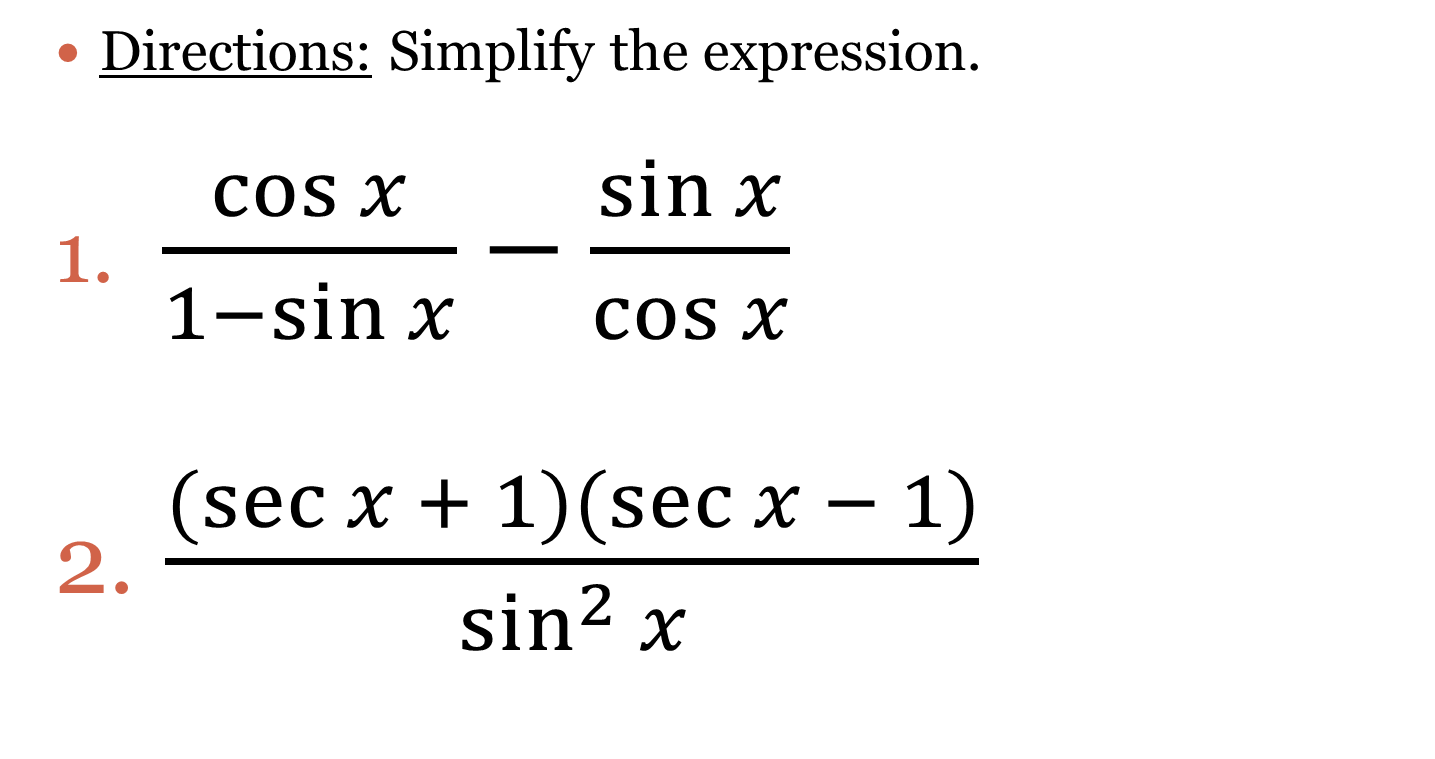 • Directions: Simplify the expression.
1. cos x / 1−sin x − sin x / cos x
2. (sec x + 1)(sec x − 1) / sin² x